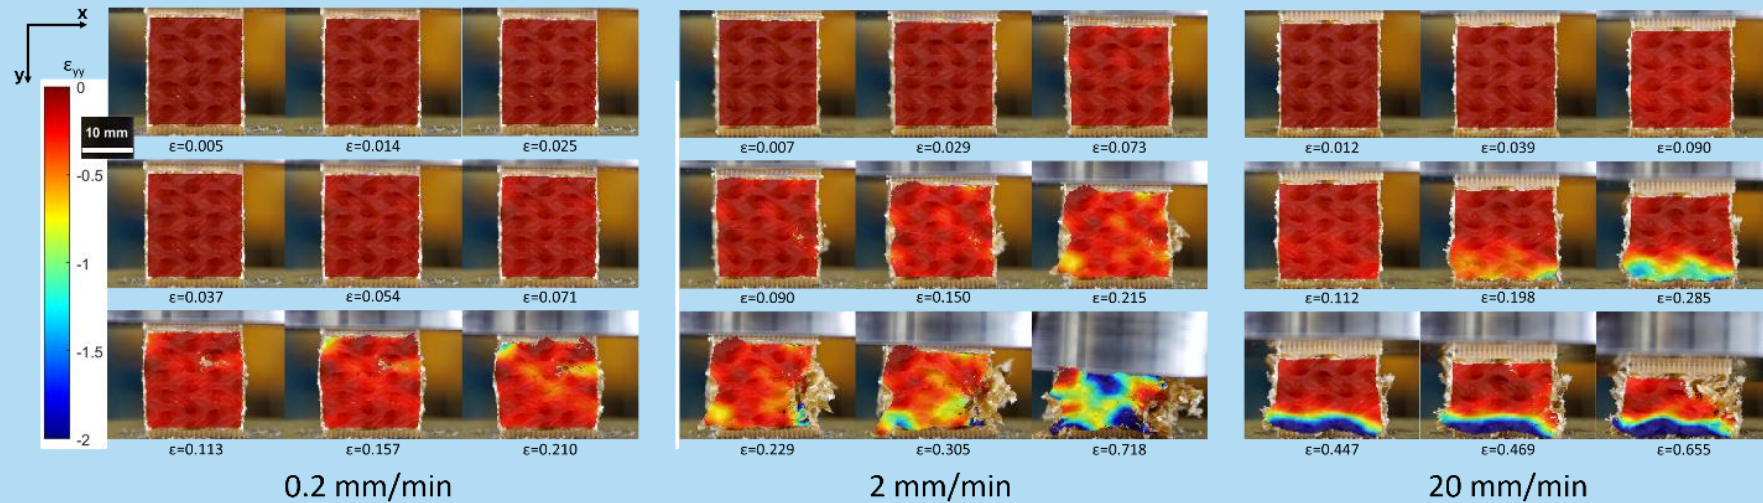 x
y
εyy
0
-0.5
-1
-1.5
-2
10 mm
ε=0.005 ε=0.014 ε=0.025
ε=0.037 ε=0.054 ε=0.071
ε=0.113 ε=0.157 ε=0.210
0.2 mm/min
ε=0.007 ε=0.029 ε=0.073
ε=0.090 ε=0.150 ε=0.215
ε=0.229 ε=0.305 ε=0.718
2 mm/min
ε=0.012 ε=0.039 ε=0.090
ε=0.112 ε=0.198 ε=0.285
ε=0.447 ε=0.469 ε=0.655
20 mm/min